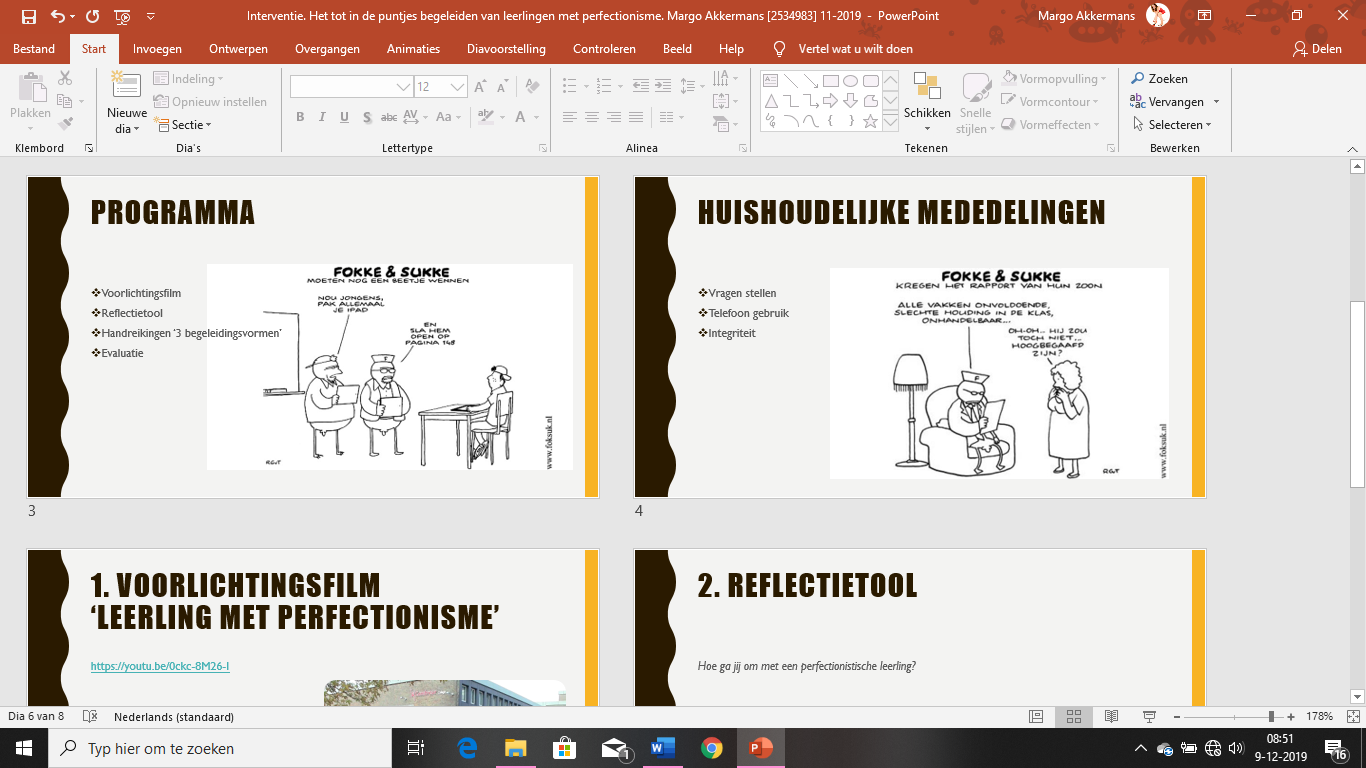 Interventie. Het tot in de puntjes begeleiden van leerlingen met perfectionisme. Margo Akkermans [2534983] 11-2019 - PowerPoint
Margo Akkermans
Bestand
Start
Invoegen
Ontwerpen
Overgangen
Animaties
Diavoorstelling
Controleren
Beeld
Help
Vertel wat u wilt doen
Delen
Plakken
Klembord
Nieuwe
dia
Indeling
Opnieuw instellen
Sectie
Dia's
12
B I U S abc AV Aa A
Lettertype
Alinea
Schikken
Snelle
stijlen
Vormopvulling
Vormcontour
Vormeffecten
Tekenen
Zoeken
Vervangen
Selecteren
Bewerken
PROGRAMMA
Voorlichtingsfilm
Reflectietool
Handreikingen '3 begeleidingsvormen'
Evaluatie
FOKKE & SUKKE
MOETEN NOG EEN BEETJE WENNEN
NOU JONGENS,
PAK ALLEMAAL
JE IPAD
EN
SLA HEM
OPEN OP
PAGINA 148
RGvT
www.foksuk.nl
3
HUISHOUDELIJKE MEDEDELINGEN
Vragen stellen
Telefoon gebruik
Integriteit
FOKKE & SUKKE
KREGEN HET RAPPORT VAN HUN ZOON
ALLE VAKKEN ONVOLDOENDE,
SLECHTE HOUDING IN DE KLAS,
ONHANDELBAAR...
OH-OH.. HIJ ZOU
TOCH NIET...
HOOGBEGAAFD
ZIJN?
F
RGvT
www.foksuk.nl
4
1. VOORLICHTINGSFILM
'LEERLING MET PERFECTIONISME'
https://youtu.be/0ckc-8M26-I
2. REFLECTIETOOL
Hoe ga jij om met een perfectionistische leerling?
Dia 6 van 8
Nederlands (standaard)
178%
Typ hier om te zoeken
1
08:51
9-12-2019
16